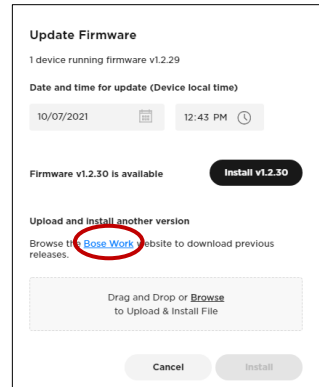 Update Firmware
1 device running firmware v1.2.29
Date and time for update (Device local time)
10/07/2021 12:43 PM
Firmware v1.2.30 is available Install v1.2.30
Upload and install another version
Browse the Bose Work website to download previous
releases.
Drag and Drop or Browse
to Upload & Install File
Cancel Install